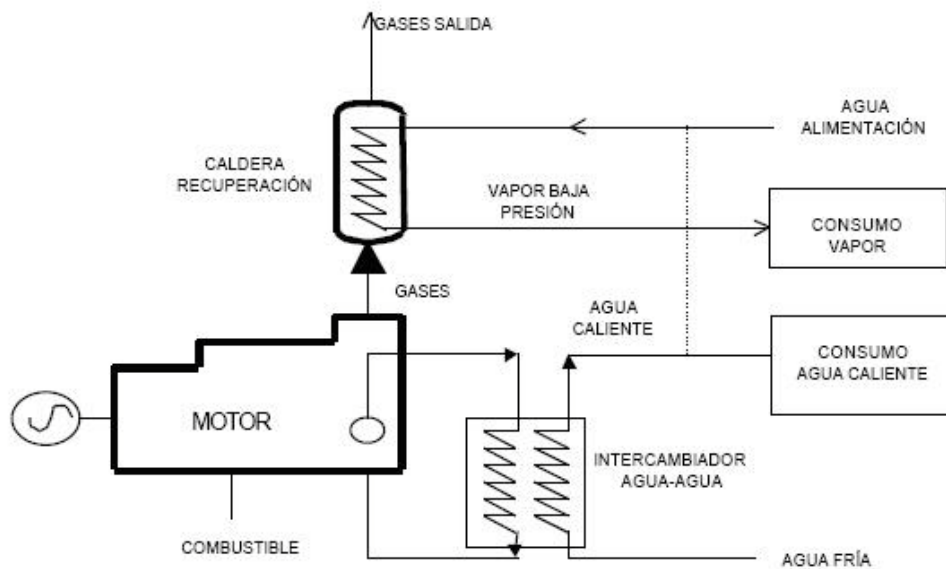 GASES SALIDA
AGUA
ALIMENTACIÓN
CALDERA
RECUPERACIÓN
VAPOR BAJA
PRESIÓN
CONSUMO
VAPOR
GASES
AGUA
CALIENTE
CONSUMO
AGUA CALIENTE
MOTOR
INTERCAMBIADOR
AGUA-AGUA
COMBUSTIBLE
AGUA FRÍA